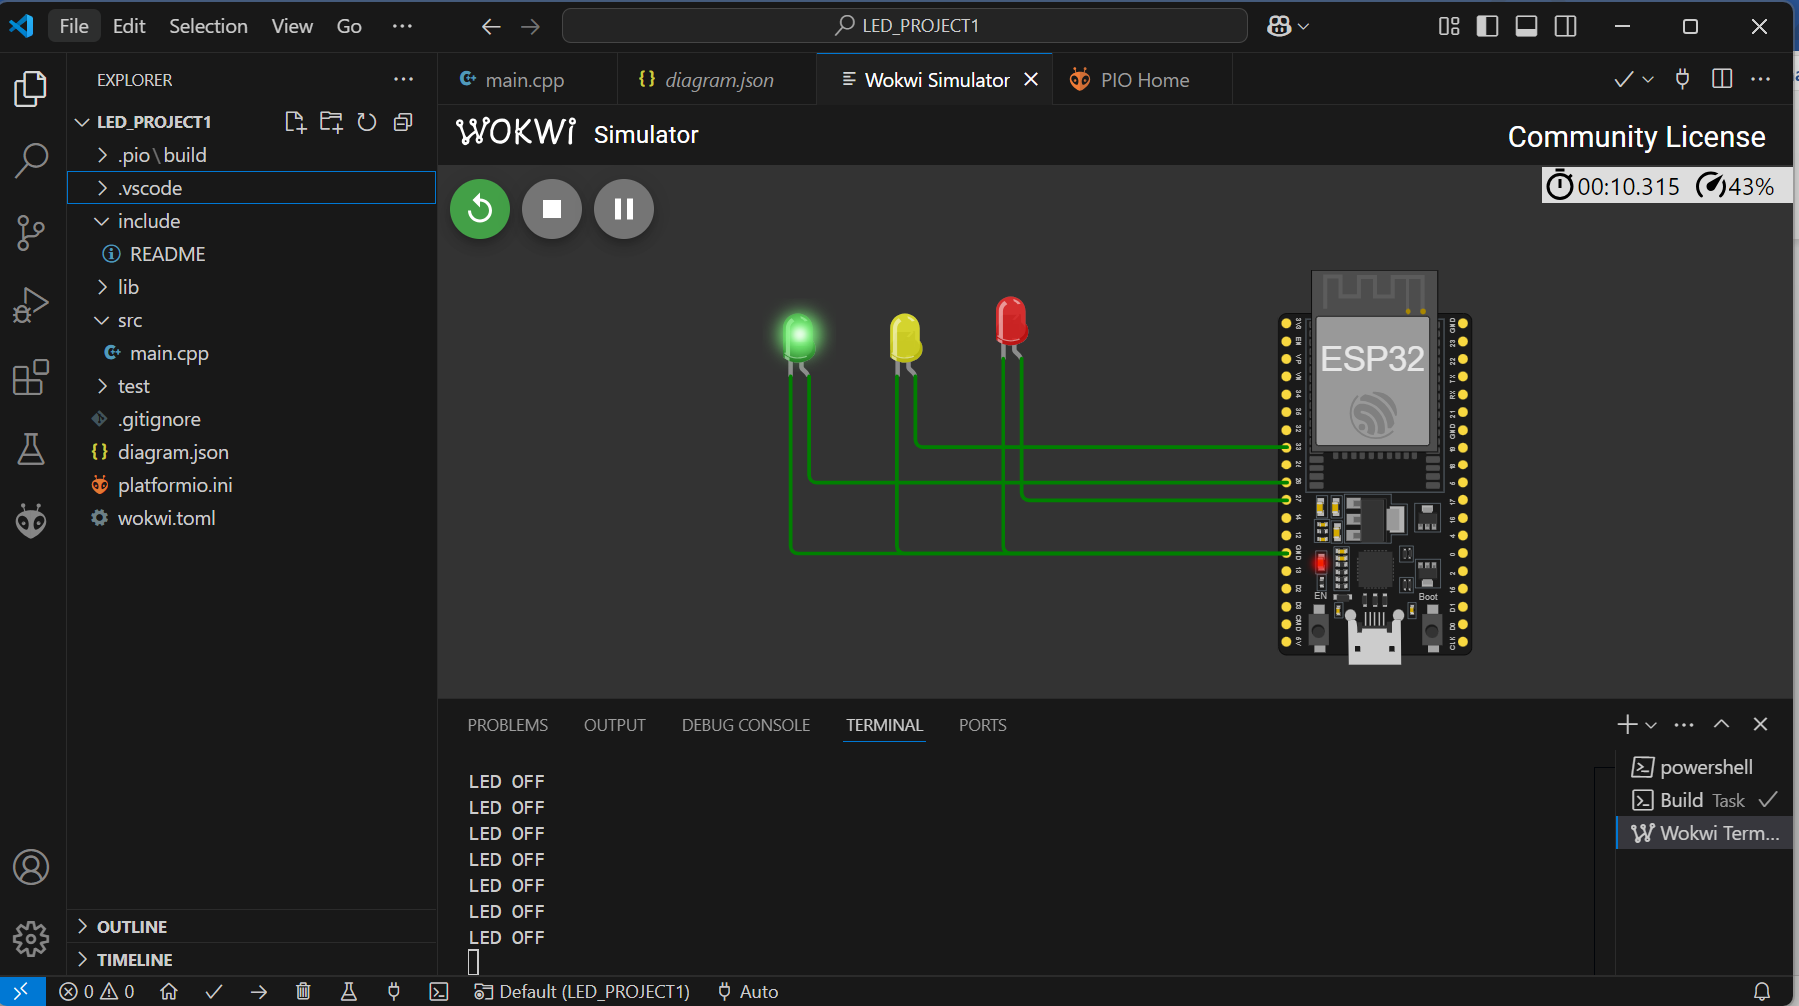 File Edit Selection View Go ···
LED_PROJECT1
EXPLORER
LED_PROJECT1
.pio\build
.vscode
include
README
lib
src
main.cpp
test
.gitignore
diagram.json
platformio.ini
wokwi.toml
OUTLINE
TIMELINE
main.cpp
diagram.json
Wokwi Simulator
PIO Home
WOKWi Simulator
Community License
00:10.315 43%
ESP32
EN
Boot
PROBLEMS OUTPUT DEBUG CONSOLE TERMINAL PORTS
LED OFF
LED OFF
LED OFF
LED OFF
LED OFF
LED OFF
LED OFF
powershell
Build Task
Wokwi Term...
0 0
Default (LED_PROJECT1)
Auto